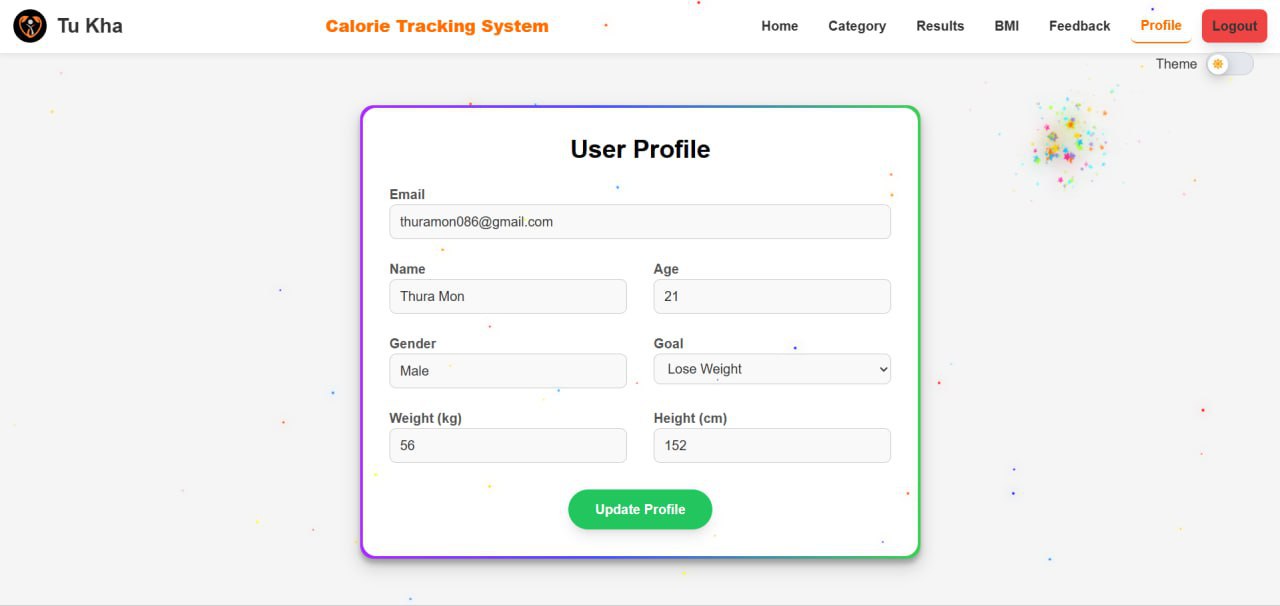 Tu Kha
Calorie Tracking System
Home
Category
Results
BMI
Feedback
Profile
Logout
Theme
User Profile
Email
thuramon086@gmail.com
Name
Age
Thura Mon
21
Gender
Goal
Male
Lose Weight
Weight (kg)
Height (cm)
56
152
Update Profile